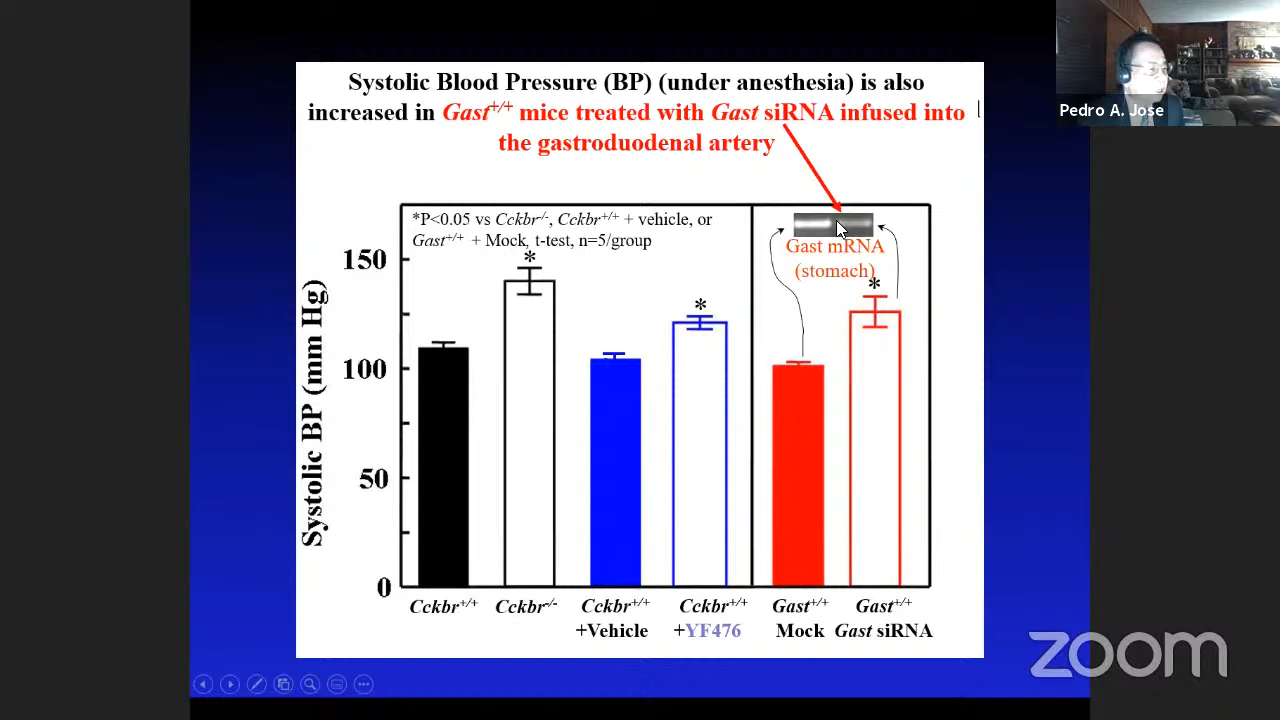 Systolic Blood Pressure (BP) (under anesthesia) is also
increased in Gast+/+ mice treated with Gast siRNA infused into
the gastroduodenal artery
Pedro A. Jose
*P<0.05 vs Cckbr-/-, Cckbr+/+ + vehicle, or
Gast+/+ + Mock, t-test, n=5/group
Gast mRNA
(stomach)
*
*
*
Systolic BP (mm Hg)
150
100
50
0
Cckbr+/+
Cckbr-/-
Cckbr+/+
+Vehicle
Cckbr+/+
+YF476
Gast+/+
Mock
Gast+/+
Gast siRNA
zoom